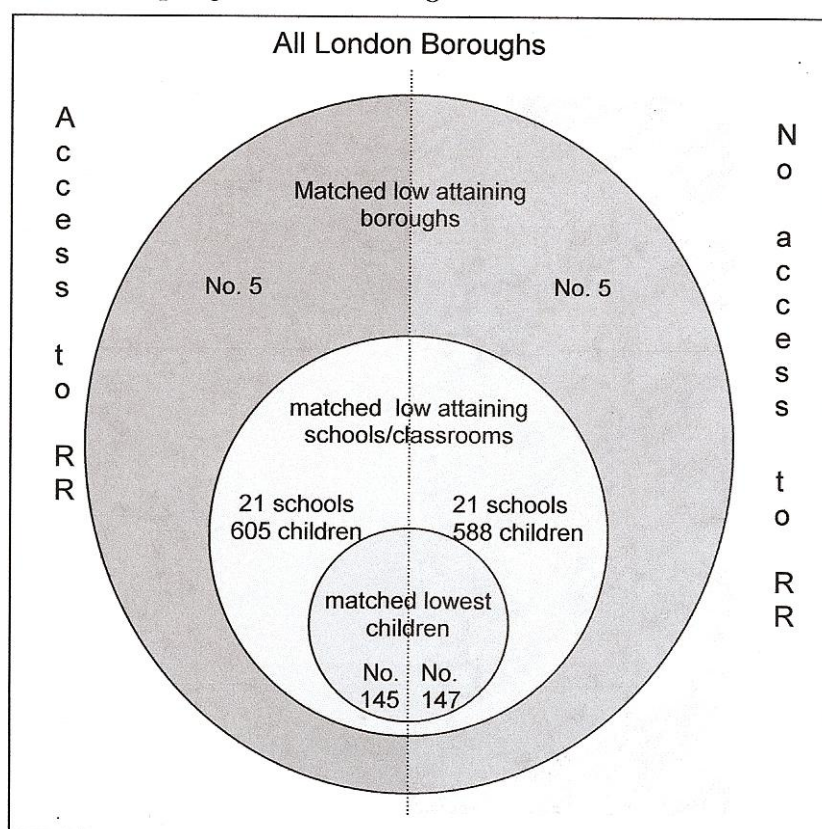 All London Boroughs
Access to RR
No access to RR
Matched low attaining
boroughs
No. 5
No. 5
matched low attaining
schools/classrooms
21 schools
605 children
21 schools
588 children
matched lowest
children
No.
145
No.
147